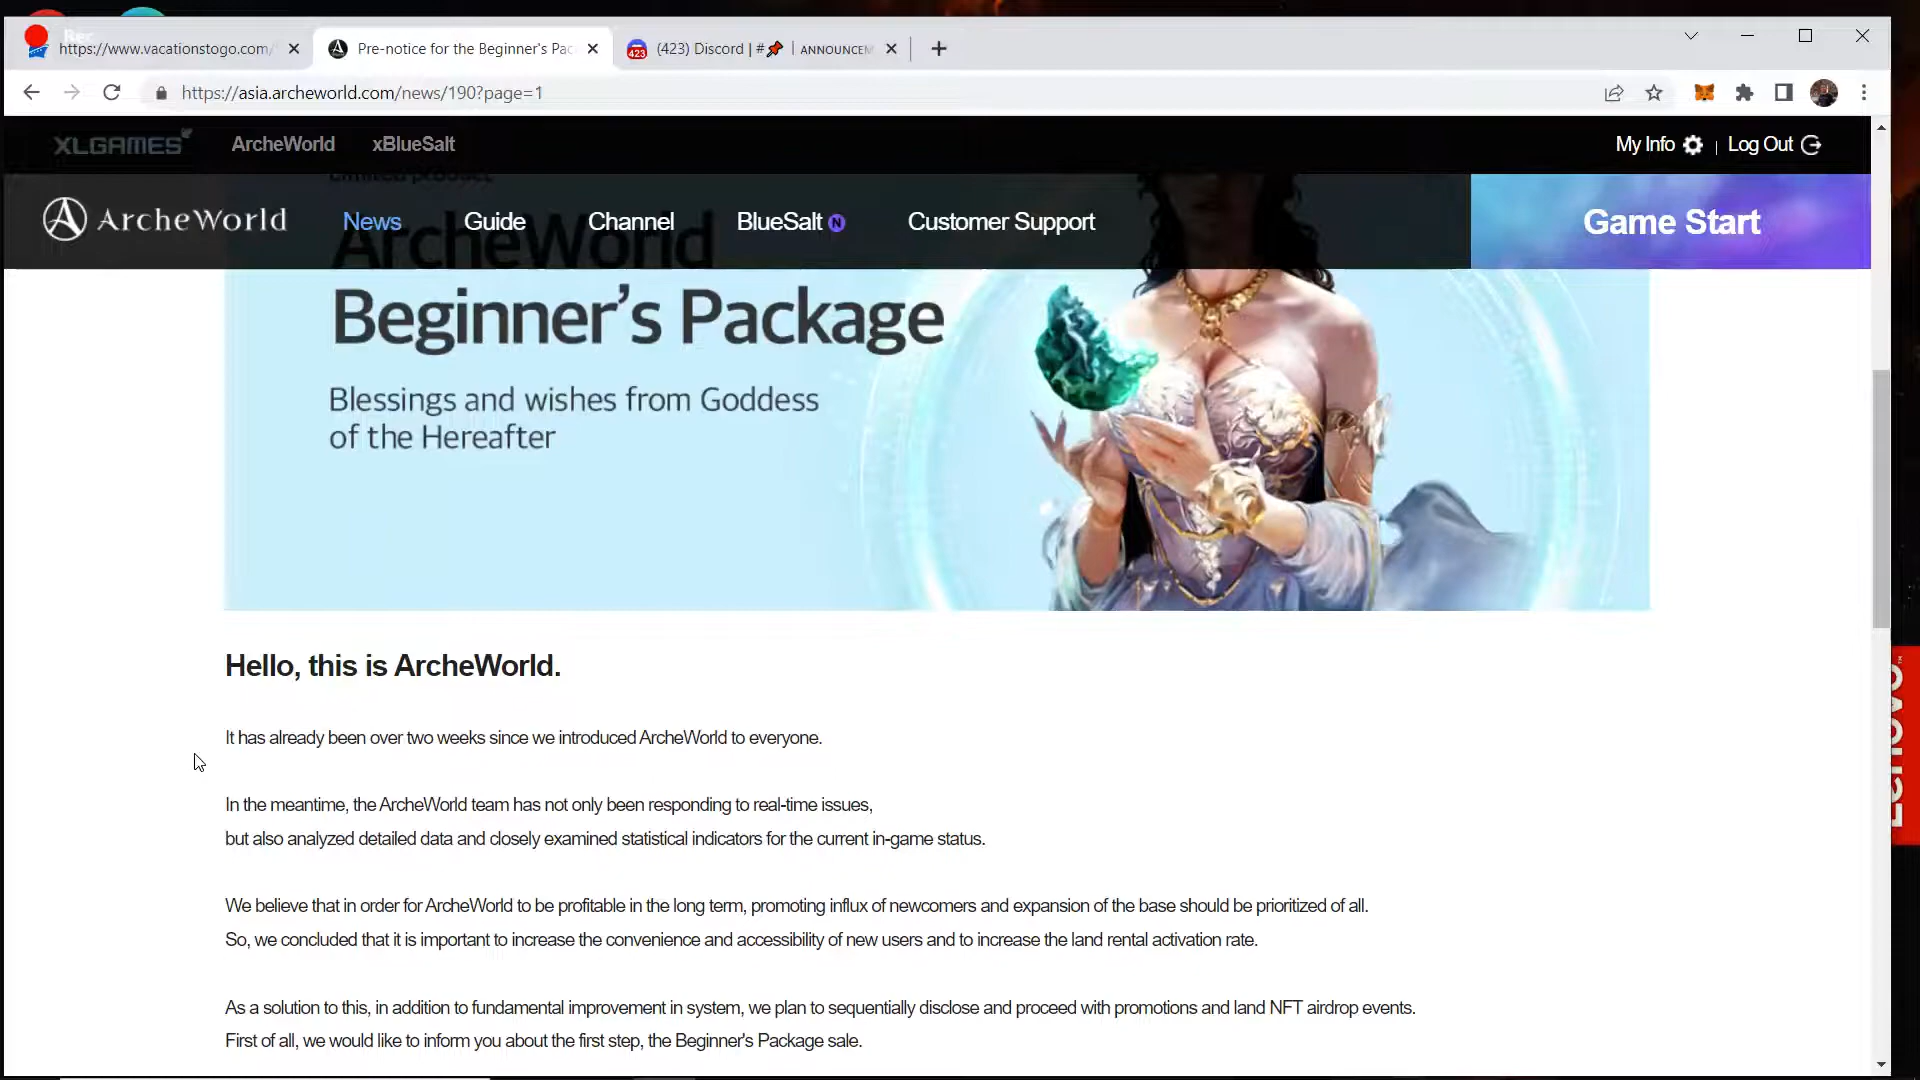 Rec
https://www.vacationstogo.com/
Pre-notice for the Beginner's Pac
423
(423) Discord | #📌 | ANNOUNCEM
https://asia.archeworld.com/news/190?page=1
XLGAMES
ArcheWorld
xBlueSalt
My Info
Log Out
Limited product
ArcheWorld
News
Guide
Channel
BlueSalt N
Customer Support
Game Start
ArcheWorld
Beginner's Package
Blessings and wishes from Goddess
of the Hereafter
Hello, this is ArcheWorld.
It has already been over two weeks since we introduced ArcheWorld to everyone.
In the meantime, the ArcheWorld team has not only been responding to real-time issues,
but also analyzed detailed data and closely examined statistical indicators for the current in-game status.
We believe that in order for ArcheWorld to be profitable in the long term, promoting influx of newcomers and expansion of the base should be prioritized of all.
So, we concluded that it is important to increase the convenience and accessibility of new users and to increase the land rental activation rate.
As a solution to this, in addition to fundamental improvement in system, we plan to sequentially disclose and proceed with promotions and land NFT airdrop events.
First of all, we would like to inform you about the first step, the Beginner's Package sale.
Lenovo